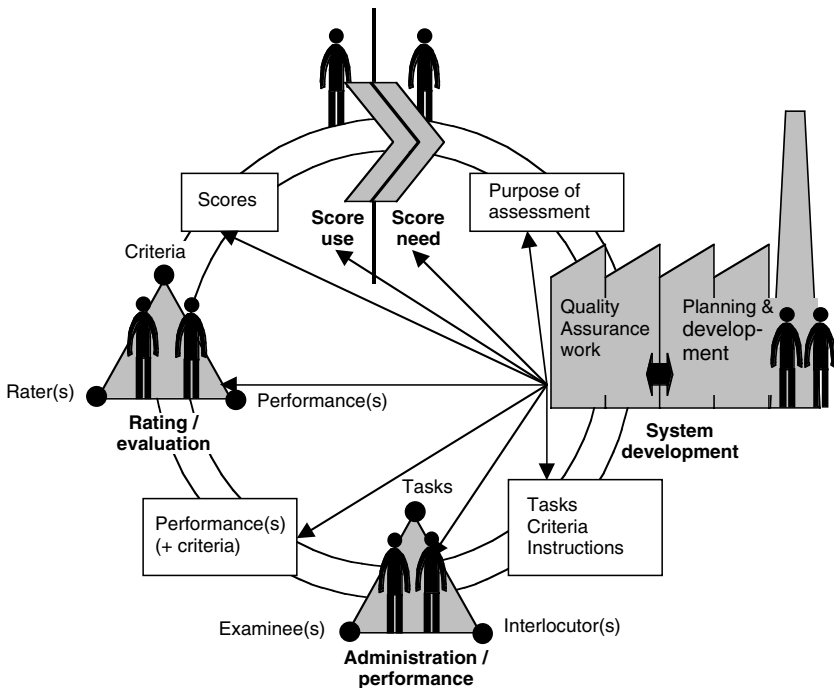 Scores
Purpose of
assessment
Score
use
Score
need
Criteria
Quality
Assurance
work
Planning &
develop-
ment
Rater(s)
Performance(s)
Rating /
evaluation
System
development
Tasks
Performance(s)
(+ criteria)
Tasks
Criteria
Instructions
Examinee(s)
Interlocutor(s)
Administration /
performance